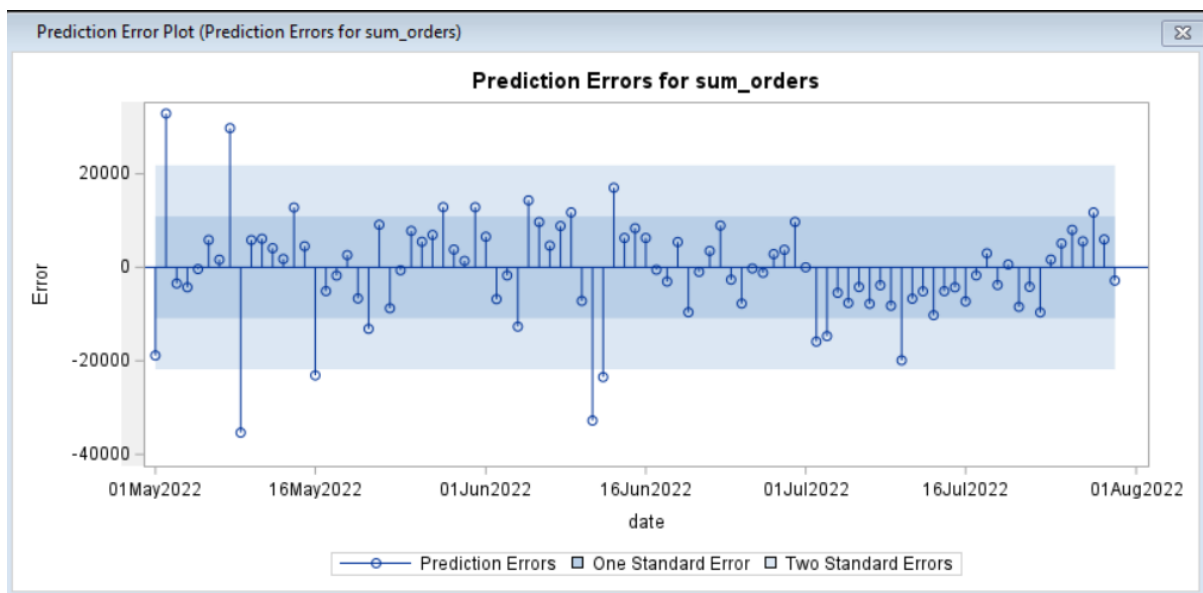 Prediction Error Plot (Prediction Errors for sum_orders)
Prediction Errors for sum_orders
Error
20000
0
-20000
-40000
01May2022 16May2022 01Jun2022 16Jun2022 01Jul2022 16Jul2022 01Aug2022
date
Prediction Errors One Standard Error Two Standard Errors